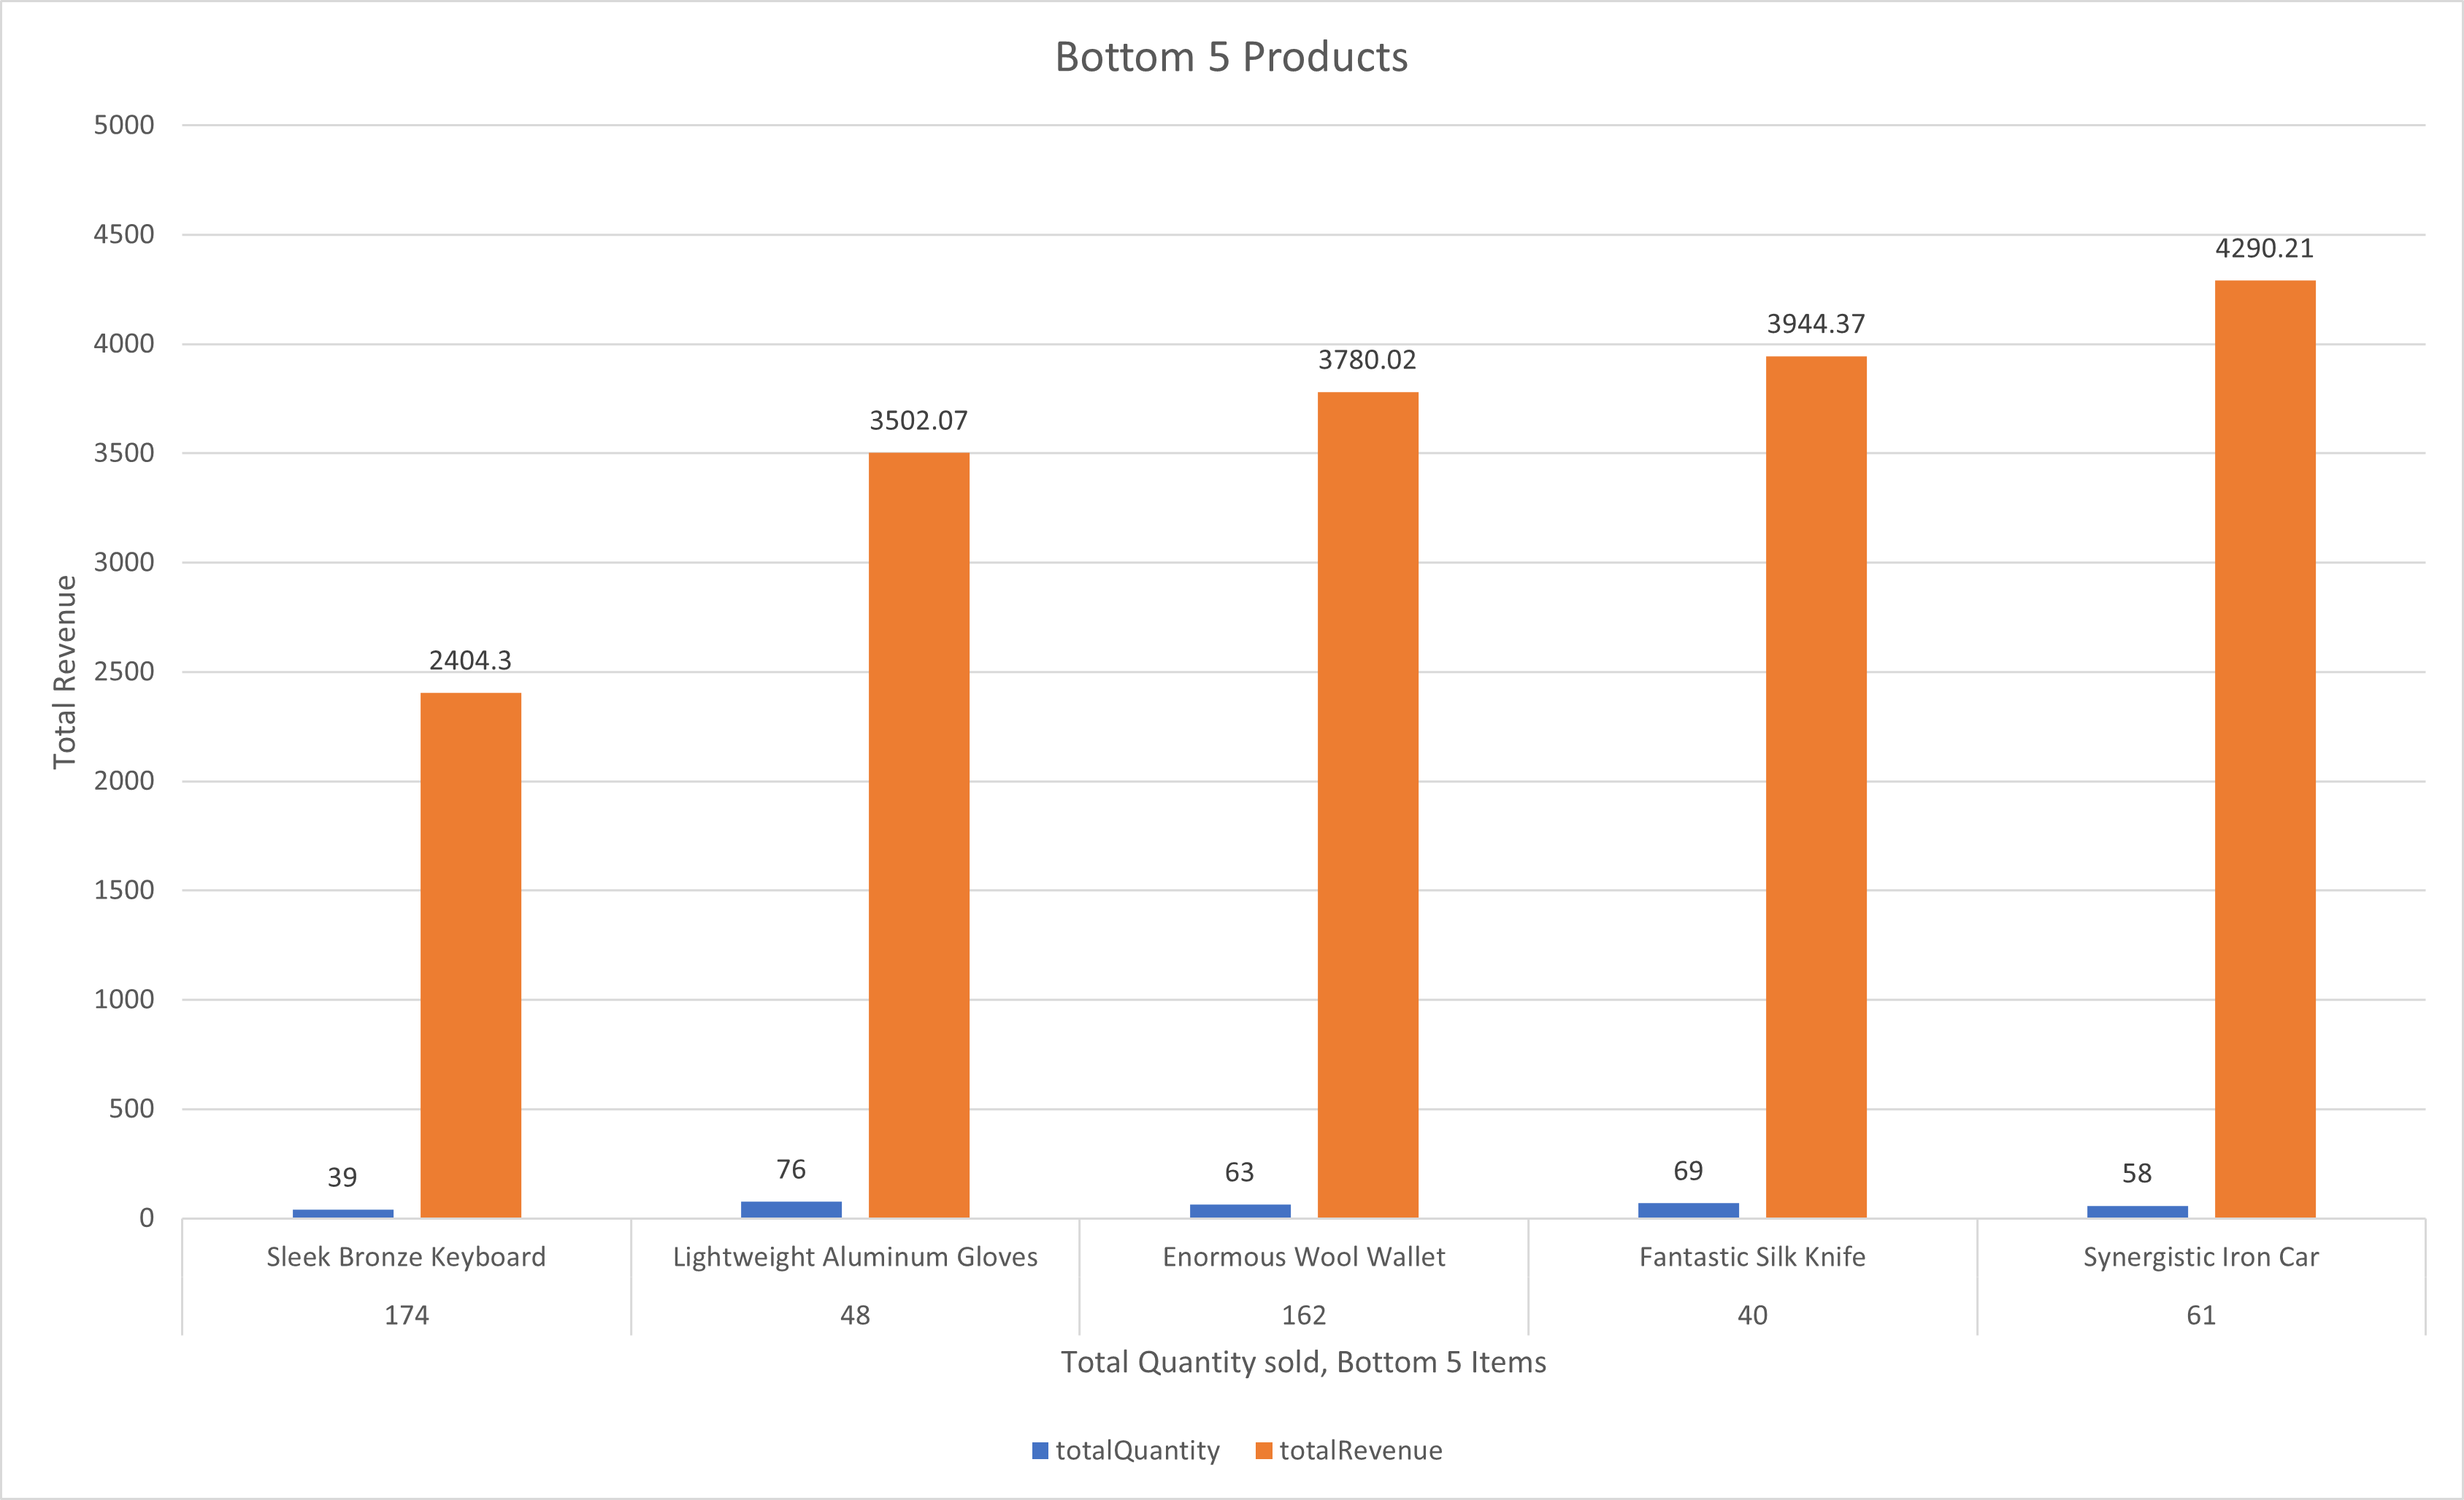 Bottom 5 Products
5000
4500
4000
3500
3000
2500
2000
1500
1000
500
0
Total Revenue
39
2404.3
76
3502.07
63
3780.02
69
3944.37
58
4290.21
Sleek Bronze Keyboard
Lightweight Aluminum Gloves
Enormous Wool Wallet
Fantastic Silk Knife
Synergistic Iron Car
174
48
162
40
61
Total Quantity sold, Bottom 5 Items
totalQuantity
totalRevenue